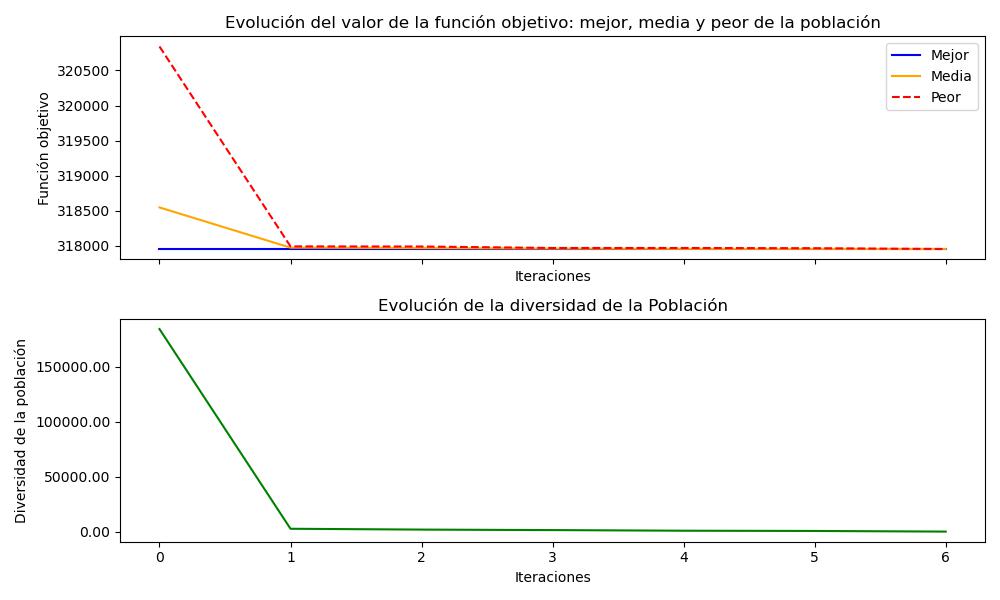 Evolución del valor de la función objetivo: mejor, media y peor de la población
Función objetivo
320500
320000
319500
319000
318500
318000
Mejor
Media
Peor
Iteraciones
Evolución de la diversidad de la Población
Diversidad de la población
150000.00
100000.00
50000.00
0.00
0 1 2 3 4 5 6
Iteraciones